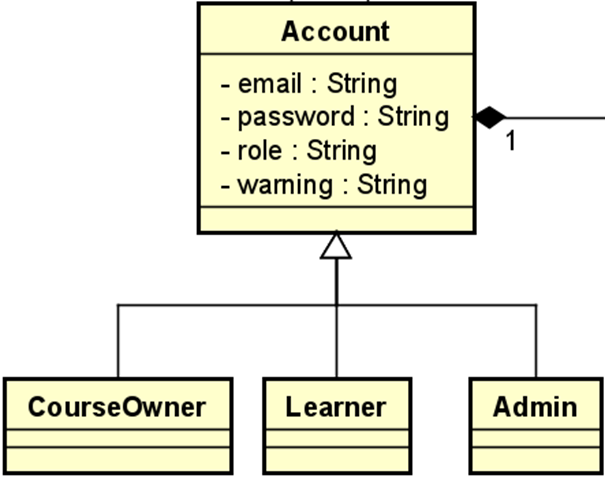 Account
- email : String
- password : String
- role : String
- warning : String
1
CourseOwner
Learner
Admin